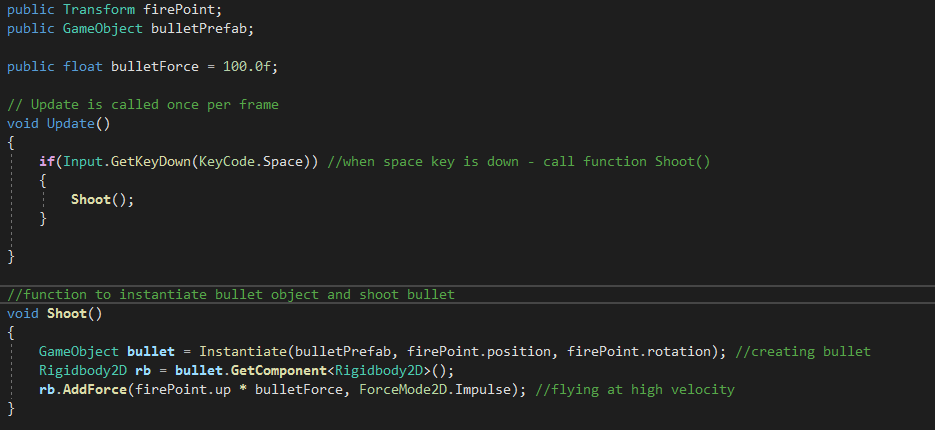 public Transform firePoint;
public GameObject bulletPrefab;
public float bulletForce = 100.0f;
// Update is called once per frame
void Update()
{
if(Input.GetKeyDown(KeyCode.Space)) //when space key is down - call function Shoot()
{
Shoot();
}
}
//function to instantiate bullet object and shoot bullet
void Shoot()
{
GameObject bullet = Instantiate(bulletPrefab, firePoint.position, firePoint.rotation); //creating bullet
Rigidbody2D rb = bullet.GetComponent<Rigidbody2D>();
rb.AddForce(firePoint.up * bulletForce, ForceMode2D.Impulse); //flying at high velocity
}